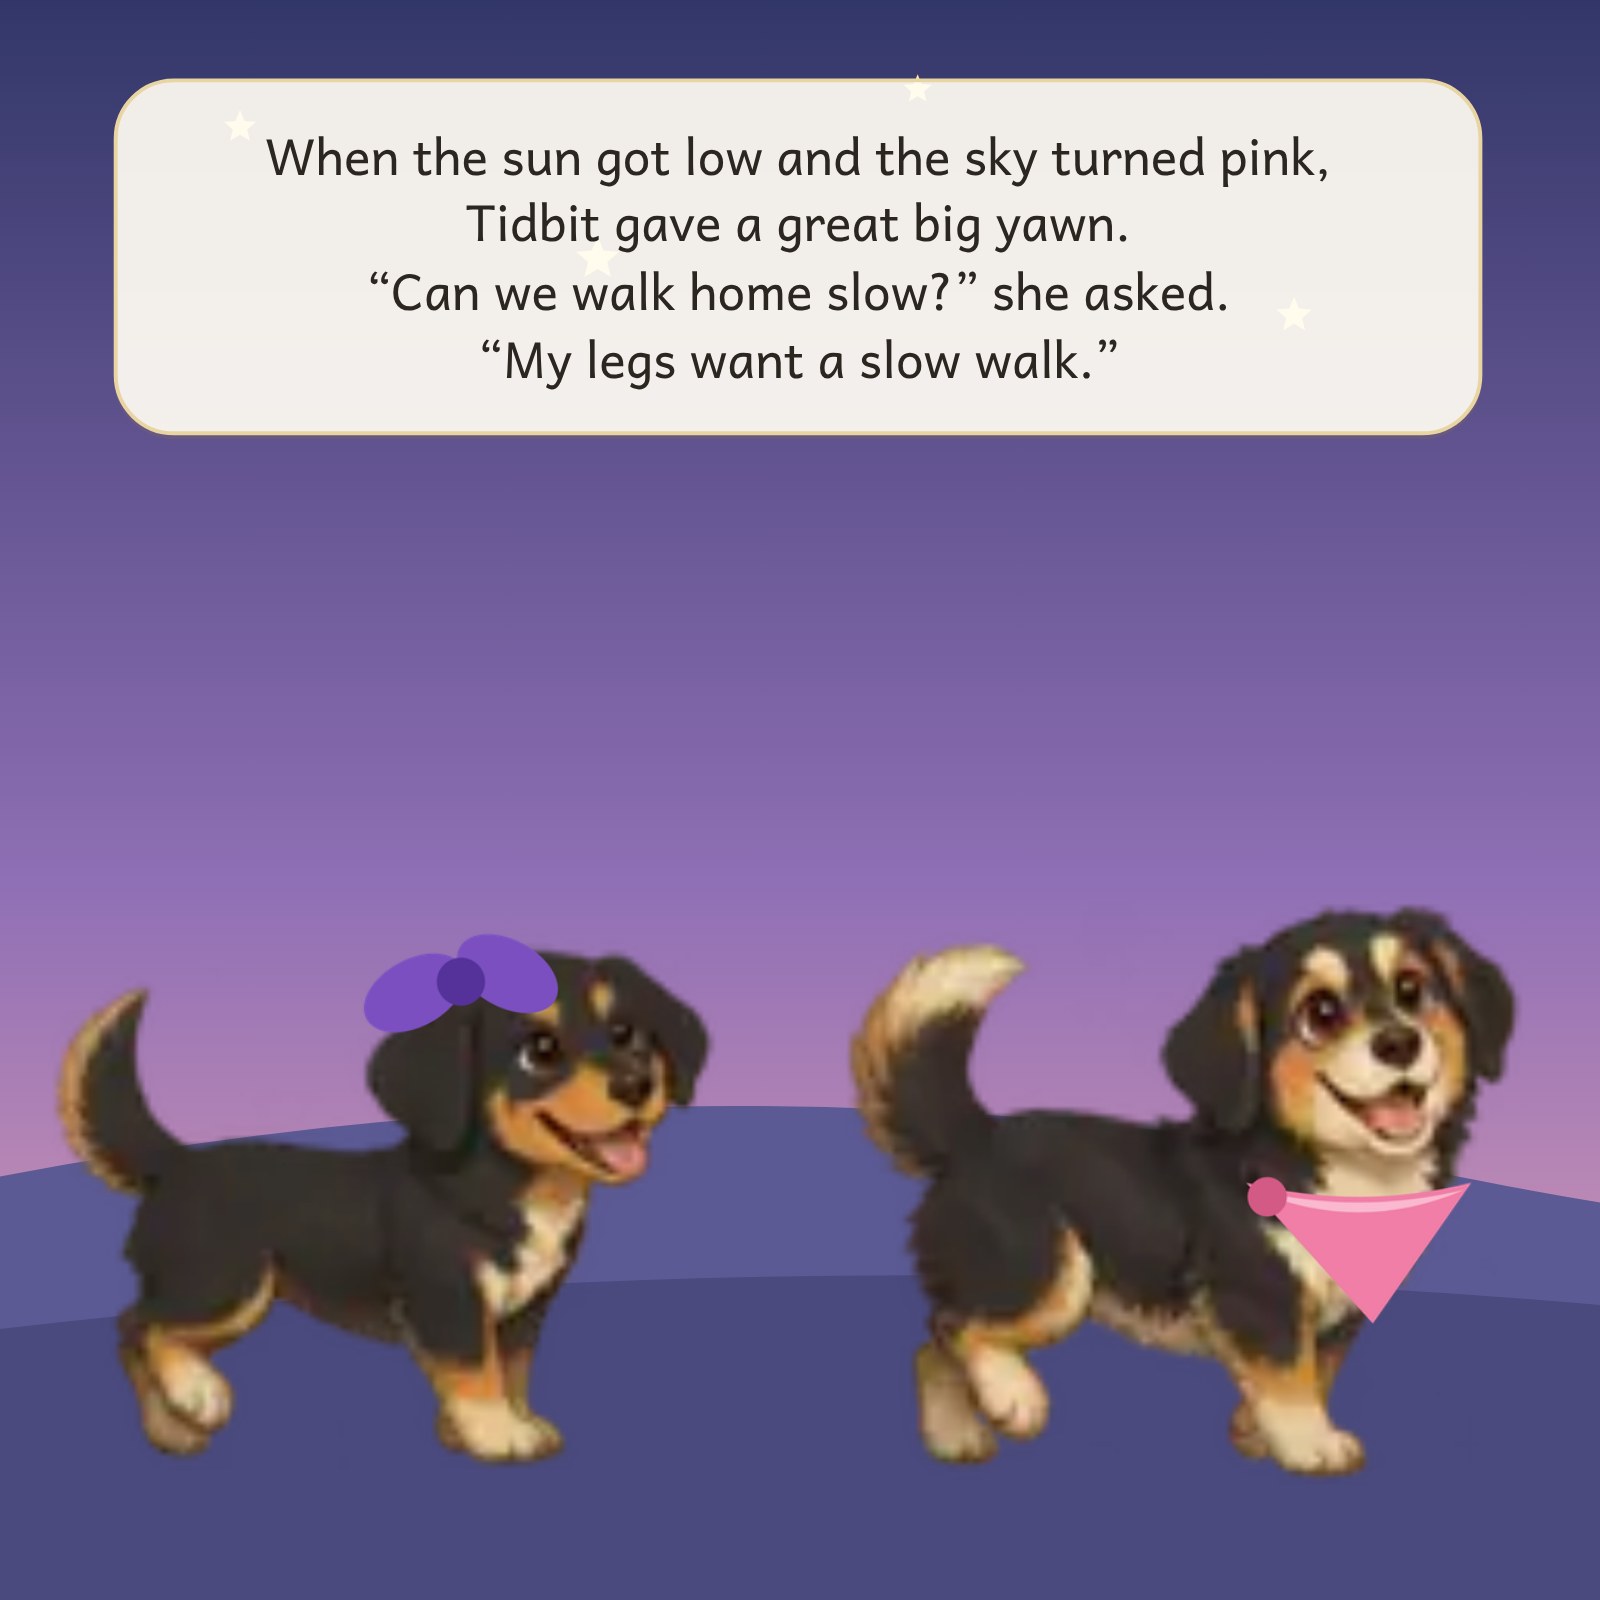 When the sun got low and the sky turned pink,
Tidbit gave a great big yawn.
“Can we walk home slow?” she asked.
“My legs want a slow walk.”